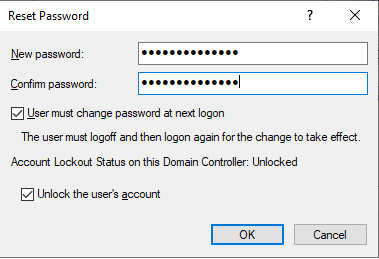 Reset Password
New password: ●●●●●●●●●●●●●●
Confirm password: ●●●●●●●●●●●●●●
User must change password at next logon
The user must logoff and then logon again for the change to take effect.
Account Lockout Status on this Domain Controller: Unlocked
Unlock the user's account
OK Cancel